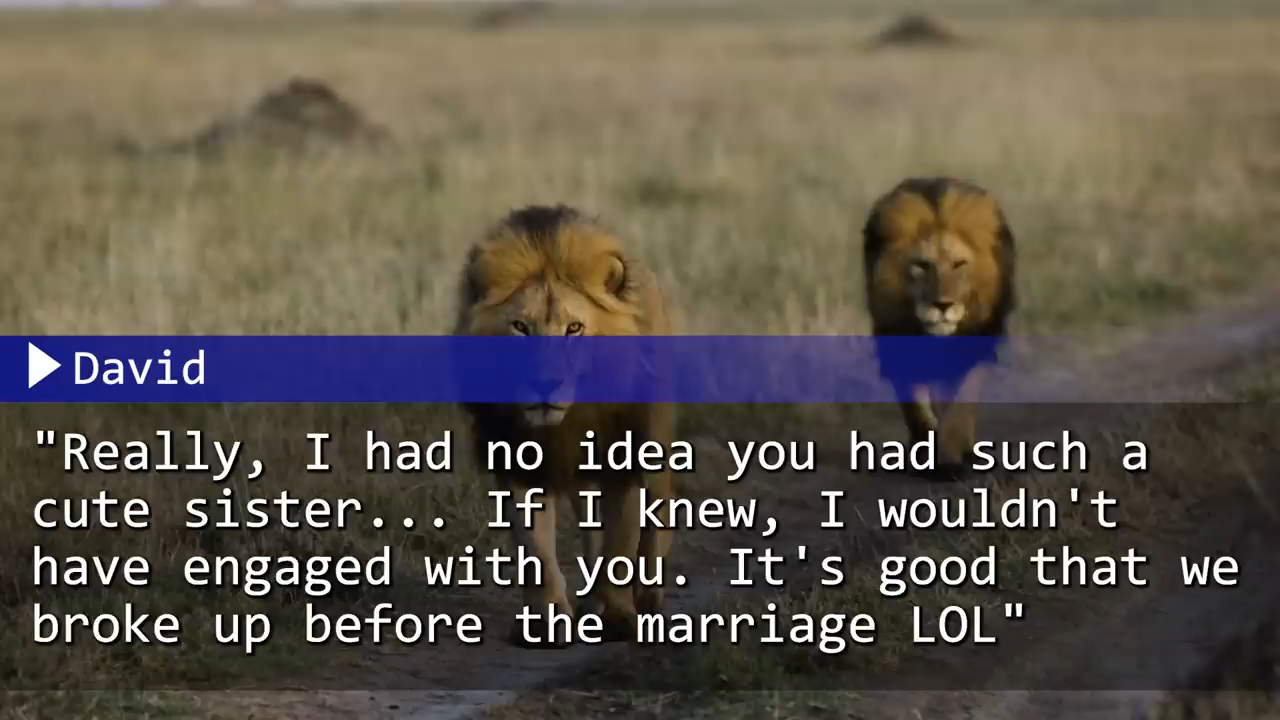 David
"Really, I had no idea you had such a
cute sister... If I knew, I wouldn't
have engaged with you. It's good that we
broke up before the marriage LOL"